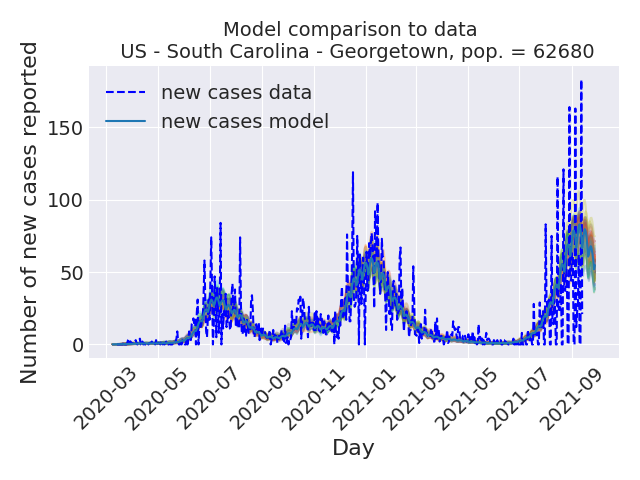 Model comparison to data
US - South Carolina - Georgetown, pop. = 62680
Number of new cases reported
150
100
50
0
new cases data
new cases model
2020-03
2020-05
2020-07
2020-09
2020-11
2021-01
2021-03
2021-05
2021-07
2021-09
Day